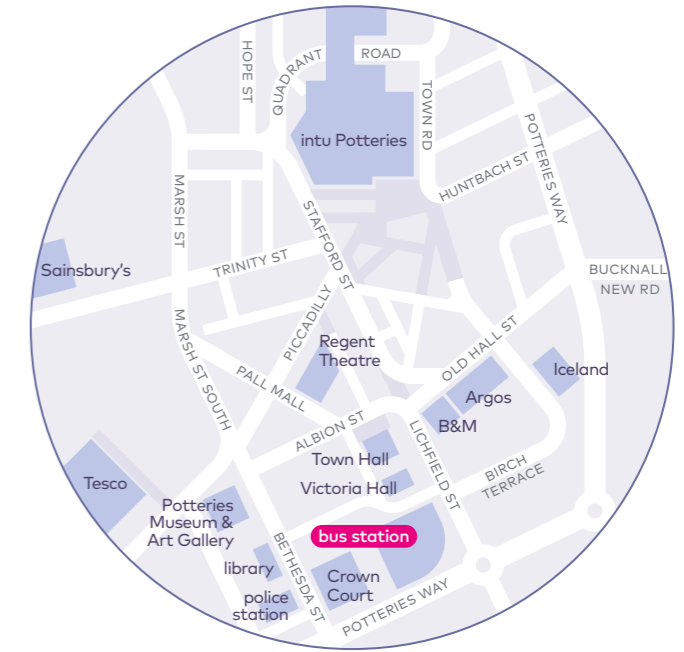 HOPE ST
QUADRANT
ROAD
TOWN RD
intu Potteries
POTTERIES WAY
HUNTBACH ST
MARSH ST
STAFFORD ST
Sainsbury's
TRINITY ST
BUCKNALL
NEW RD
PICCADILLY
MARSH ST SOUTH
Regent
Theatre
OLD HALL ST
Iceland
PALL MALL
Argos
B&M
ALBION ST
LICHFIELD ST
Town Hall
BIRCH
TERRACE
Tesco
Victoria Hall
Potteries
Museum &
Art Gallery
bus station
BETHESDA ST
library
Crown
Court
police
station
POTTERIES WAY